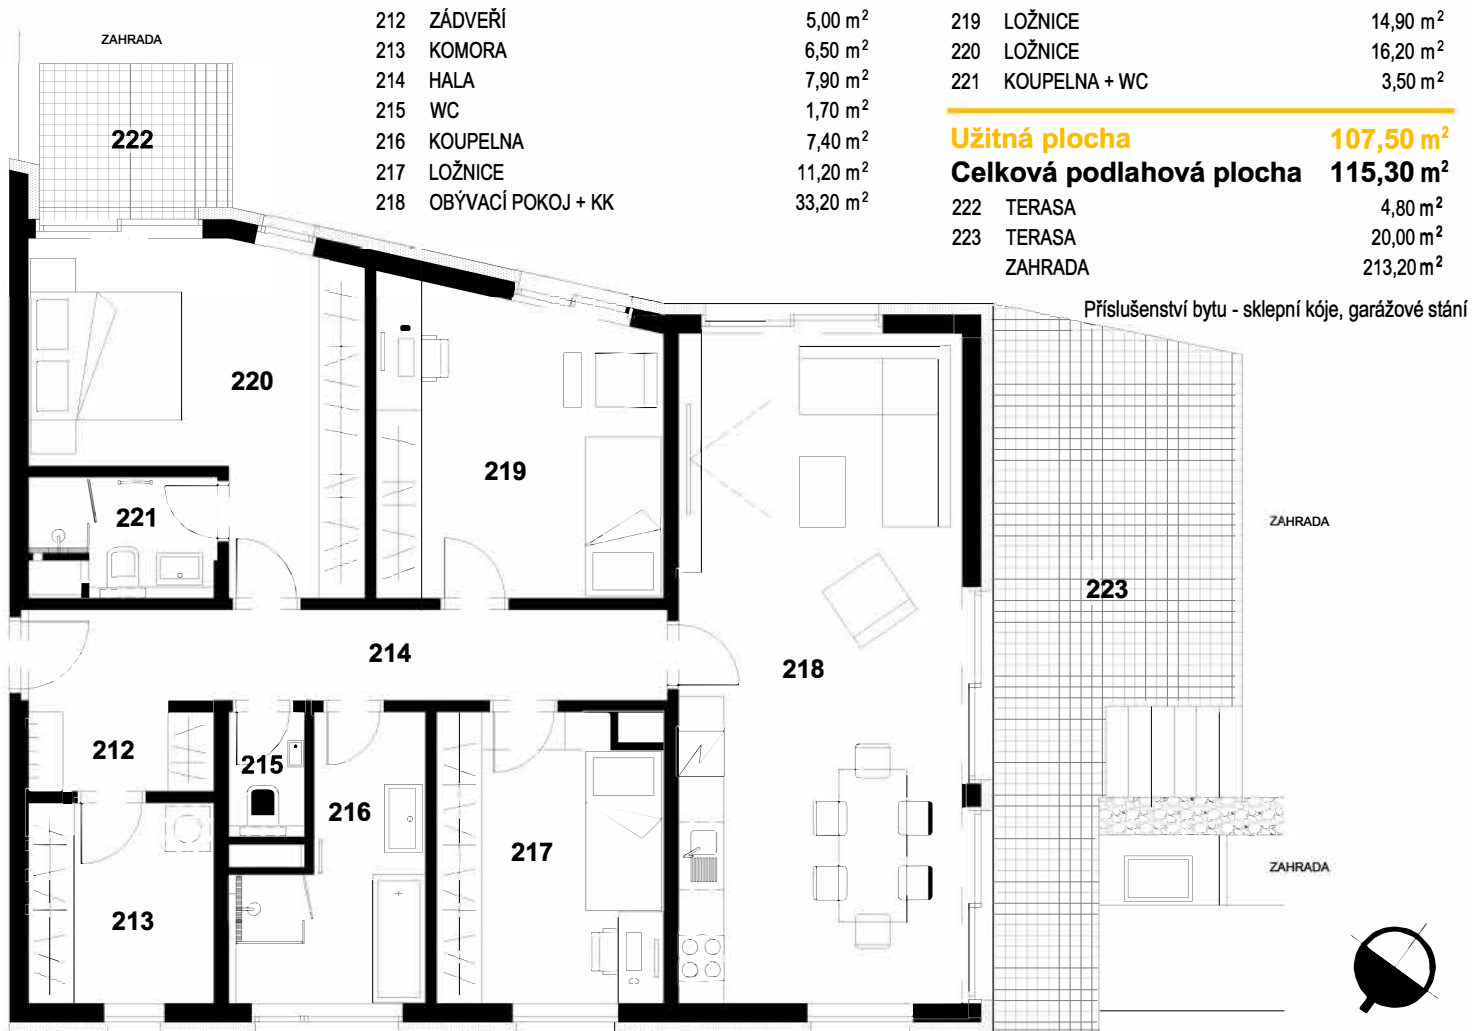 212 ZÁDVEŘÍ 5,00 m²
213 KOMORA 6,50 m²
214 HALA 7,90 m²
215 WC 1,70 m²
216 KOUPELNA 7,40 m²
217 LOŽNICE 11,20 m²
218 OBÝVACÍ POKOJ + KK 33,20 m²
219 LOŽNICE 14,90 m²
220 LOŽNICE 16,20 m²
221 KOUPELNA + WC 3,50 m²
Užitná plocha 107,50 m²
Celková podlahová plocha 115,30 m²
222 TERASA 4,80 m²
223 TERASA 20,00 m²
ZAHRADA 213,20 m²
Příslušenství bytu - sklepní kóje, garážové stání
ZAHRADA
222
220
219
221
ZAHRADA
223
214
218
212
215
216
217
ZAHRADA
213